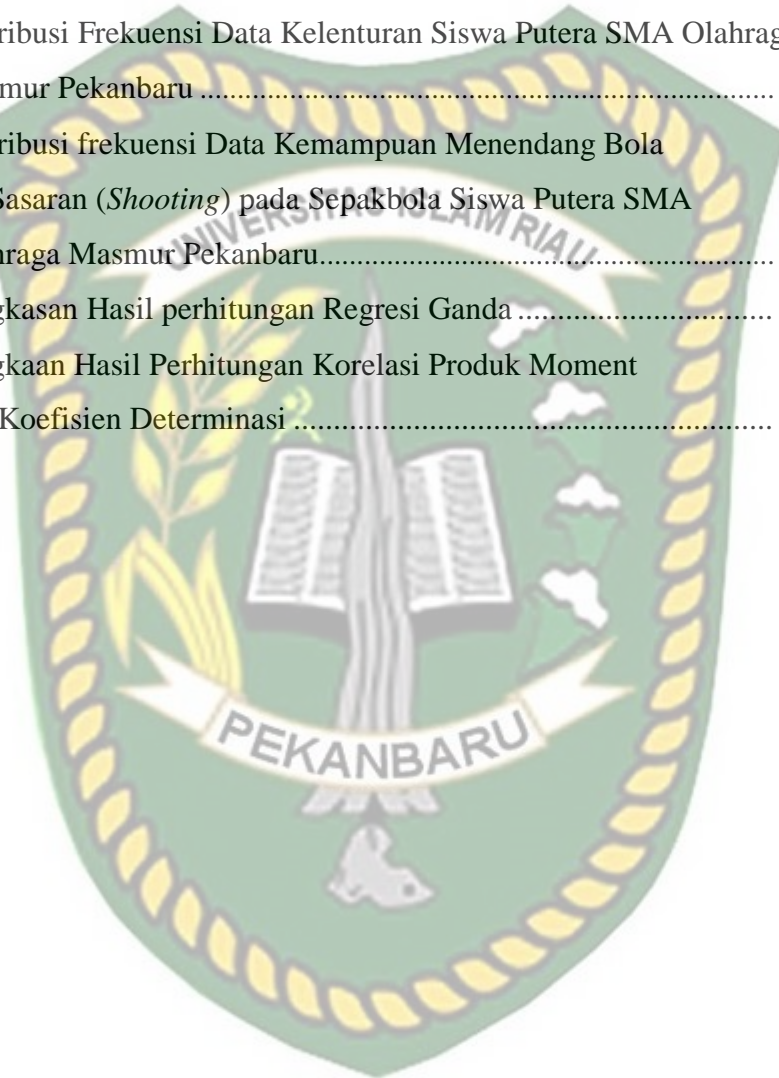 ribusi Frekuensi Data Kelenturan Siswa Putera SMA Olahrag
mur Pekanbaru ........................................................................
ribusi frekuensi Data Kemampuan Menendang Bola
Sasaran (Shooting) pada Sepakbola Siswa Putera SMA
hraga Masmur Pekanbaru.........................................................
gkasan Hasil perhitungan Regresi Ganda ................................
gkaan Hasil Perhitungan Korelasi Produk Moment
Koefisien Determinasi ............................................................
UNIVERSITAS ISLAM RIAU
PEKANBARU